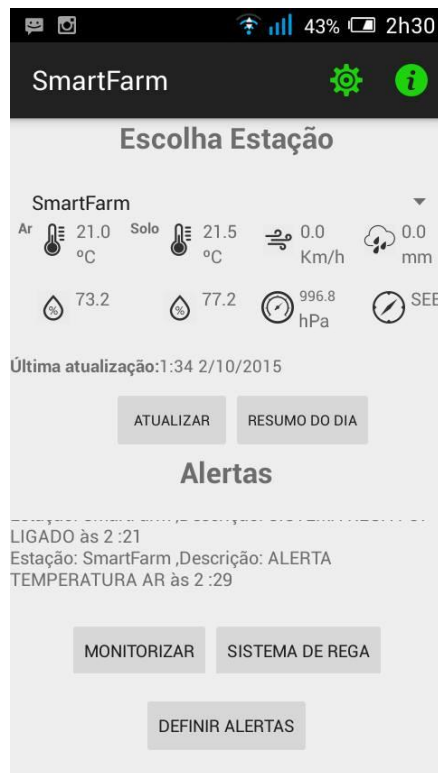 43% 2h30
SmartFarm
Escolha Estação
SmartFarm
Ar 21.0 ºC Solo 21.5 ºC 0.0 Km/h 0.0 mm
% 73.2 % 77.2 996.8 hPa SEE
Última atualização:1:34 2/10/2015
ATUALIZAR RESUMO DO DIA
Alertas
LIGADO às 2 :21
Estação: SmartFarm ,Descrição: ALERTA
TEMPERATURA AR às 2 :29
MONITORIZAR SISTEMA DE REGA
DEFINIR ALERTAS